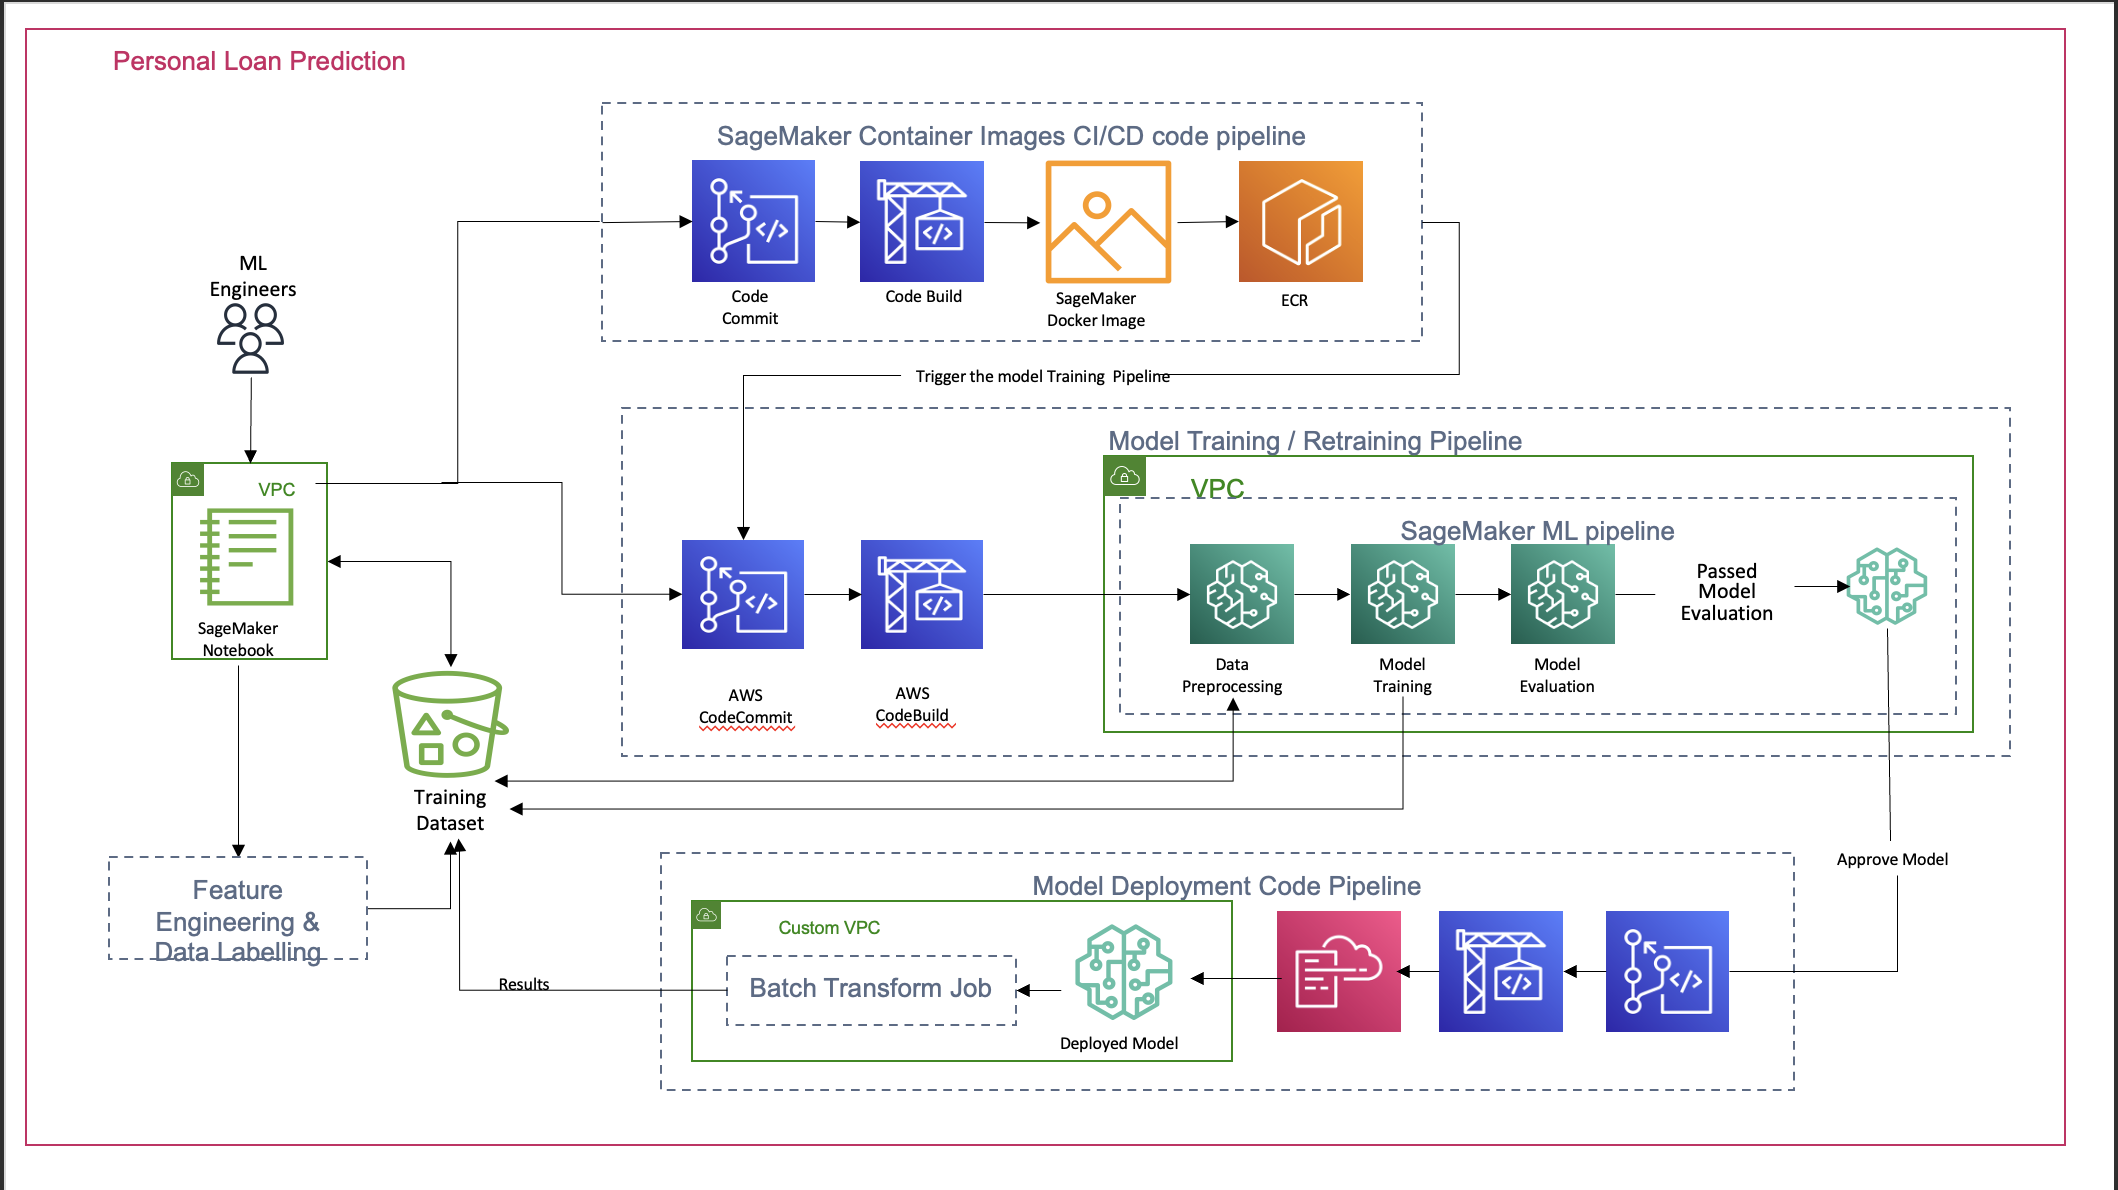 Personal Loan Prediction
SageMaker Container Images CI/CD code pipeline
Code
Commit
Code Build
SageMaker
Docker Image
ECR
ML
Engineers
Trigger the model Training Pipeline
Model Training / Retraining Pipeline
VPC
SageMaker
Notebook
VPC
SageMaker ML pipeline
AWS
CodeCommit
AWS
CodeBuild
Data
Preprocessing
Model
Training
Model
Evaluation
Passed
Model
Evaluation
Training
Dataset
Approve Model
Feature
Engineering &
Data Labelling
Results
Model Deployment Code Pipeline
Custom VPC
Batch Transform Job
Deployed Model